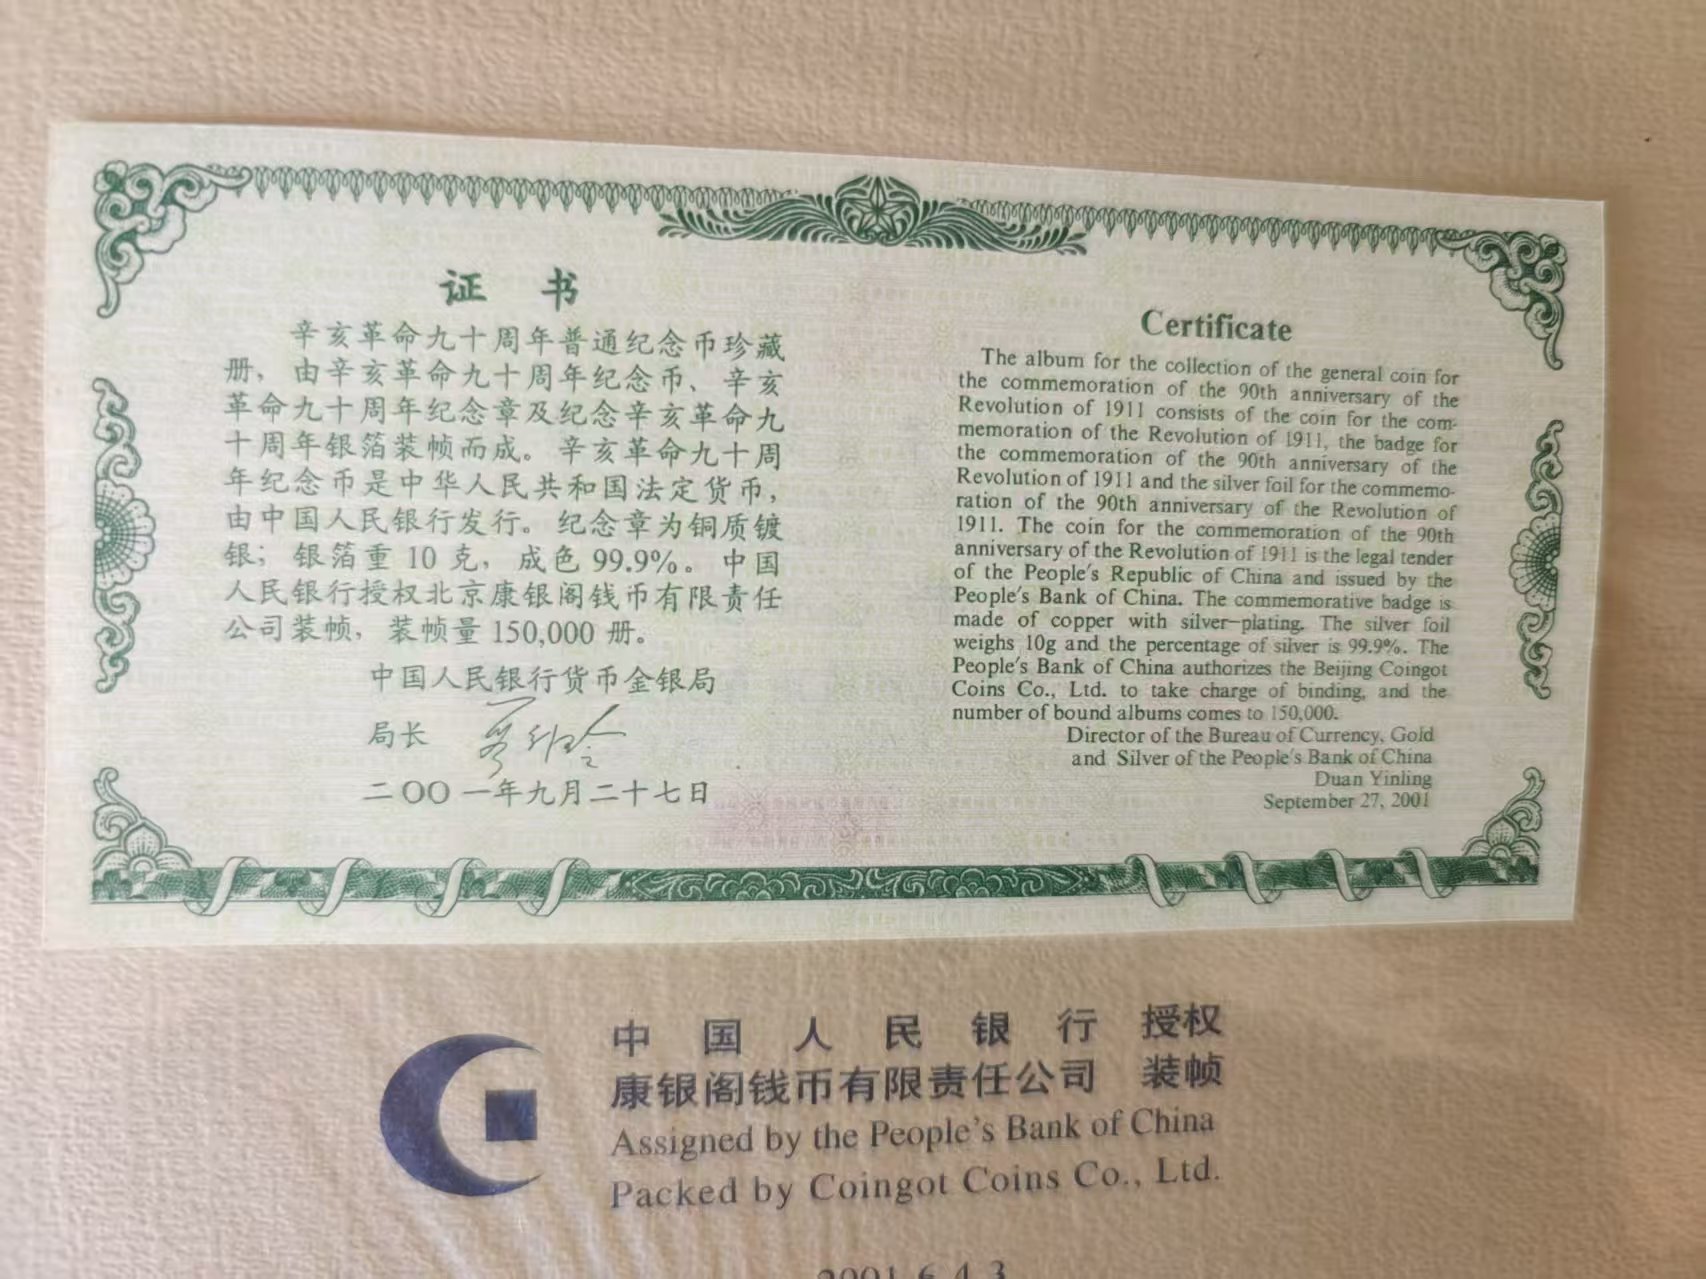 证 书
辛亥革命九十周年普通纪念币珍藏
册，由辛亥革命九十周年纪念币、辛亥
革命九十周年纪念章及纪念辛亥革命九
十周年银箔装帧而成。辛亥革命九十周
年纪念币是中华人民共和国法定货币，
由中国人民银行发行。纪念章为铜质镀
银；银箔重 10 克，成色 99.9%。中国
人民银行授权北京康银阁钱币有限责任
公司装帧，装帧量 150,000 册。
中国人民银行货币金银局
局长
二〇〇一年九月二十七日
Certificate
The album for the collection of the general coin for
the commemoration of the 90th anniversary of the
Revolution of 1911 consists of the coin for the com-
memoration of the Revolution of 1911, the badge for
the commemoration of the 90th anniversary of the
Revolution of 1911 and the silver foil for the commemo-
ration of the 90th anniversary of the Revolution of
1911. The coin for the commemoration of the 90th
anniversary of the Revolution of 1911 is the legal tender
of the People's Republic of China and issued by the
People's Bank of China. The commemorative badge is
made of copper with silver-plating. The silver foil
weighs 10g and the percentage of silver is 99.9%. The
People's Bank of China authorizes the Beijing Coingot
Coins Co., Ltd. to take charge of binding, and the
number of bound albums comes to 150,000.
Director of the Bureau of Currency, Gold
and Silver of the People's Bank of China
Duan Yinling
September 27, 2001
中国人民银行 授权
康银阁钱币有限责任公司 装帧
Assigned by the People's Bank of China
Packed by Coingot Coins Co., Ltd.